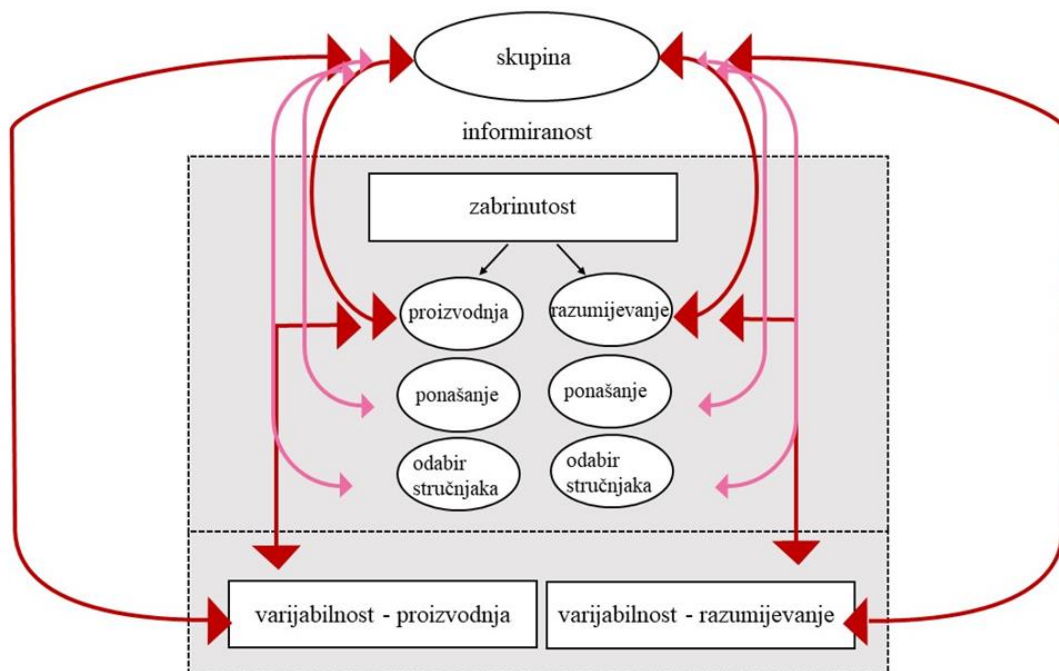 skupina
informiranost
zabrinutost
proizvodnja
razumijevanje
ponašanje
ponašanje
odabir
stručnjaka
odabir
stručnjaka
varijabilnost - proizvodnja
varijabilnost - razumijevanje